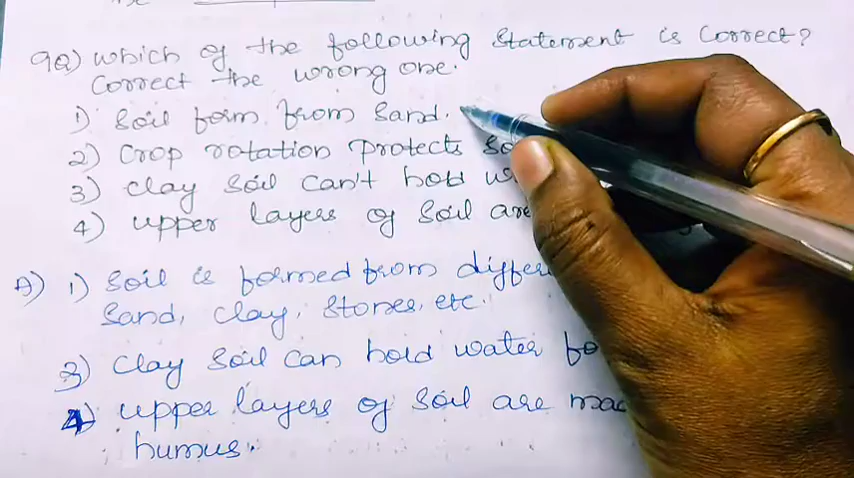 9Q) which of the following statement is correct?
correct the wrong one.
1) Soil form from Sand.
2) Crop rotation protects
3) clay soil can't hold
4) upper layers of soil are
A) 1) Soil is formed from
Sand, clay, stones, etc.
3) clay soil can hold water
4) upper layers of soil are
humus.